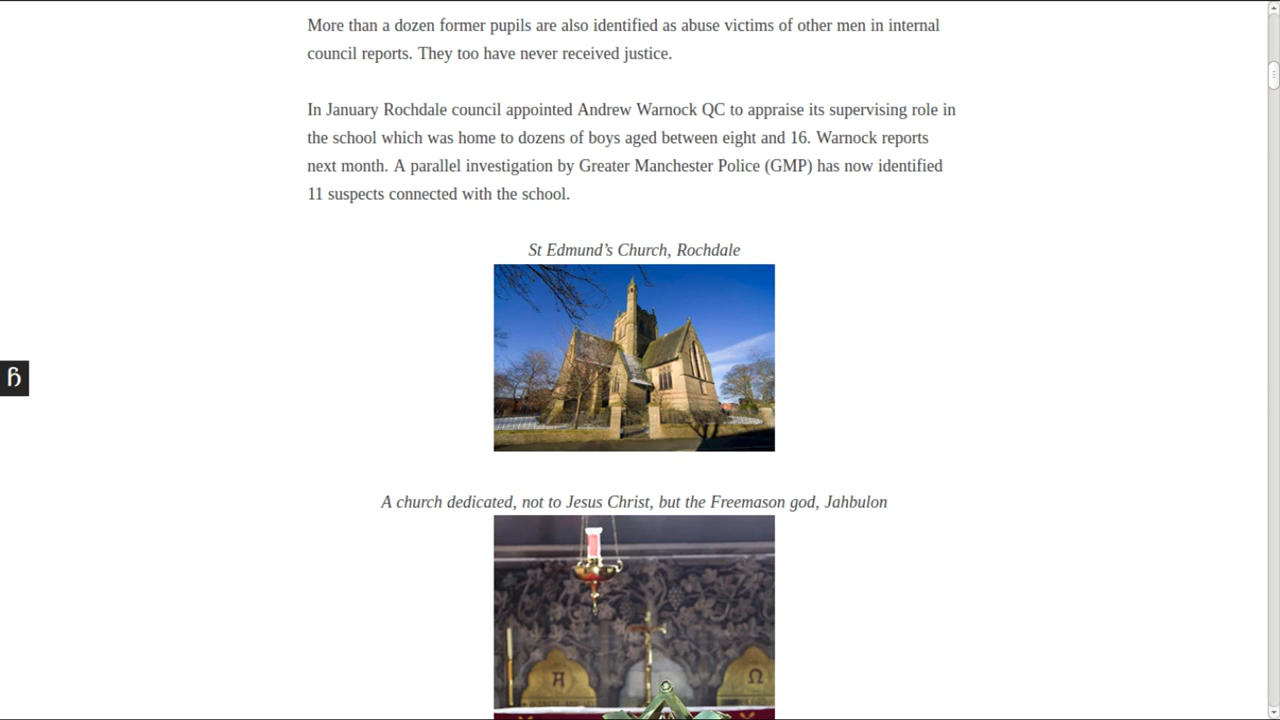 More than a dozen former pupils are also identified as abuse victims of other men in internal
council reports. They too have never received justice.
In January Rochdale council appointed Andrew Warnock QC to appraise its supervising role in
the school which was home to dozens of boys aged between eight and 16. Warnock reports
next month. A parallel investigation by Greater Manchester Police (GMP) has now identified
11 suspects connected with the school.
St Edmund’s Church, Rochdale
ɧ
A church dedicated, not to Jesus Christ, but the Freemason god, Jahbulon
A Ω